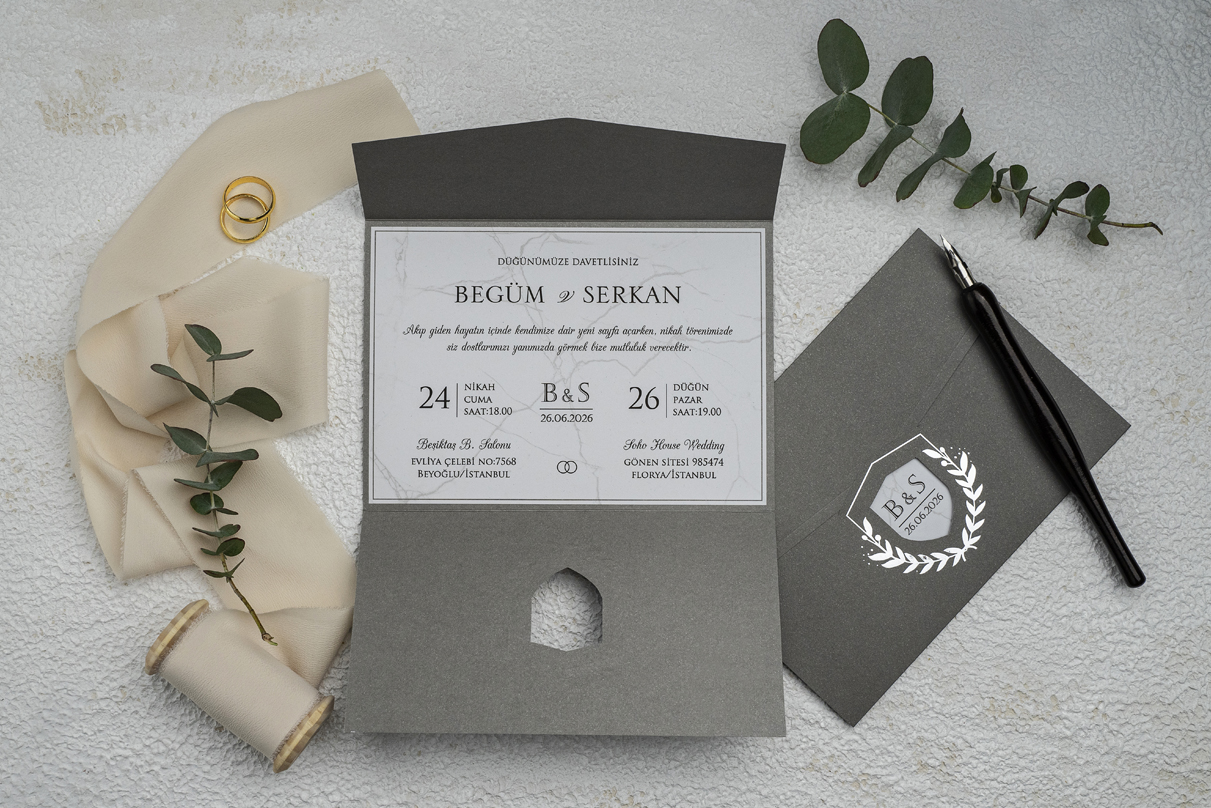 DÜĞÜNÜMÜZE DAVETLİSİNİZ
BEGÜM & SERKAN
Akıp giden hayatın içinde kendimize dair yeni sayfa açarken, nikah törenimizde
siz dostlarımızı yanımızda görmek bize mutluluk verecektir.
24
NİKAH
CUMA
SAAT:18.00
B & S
26.06.2026
26
DÜĞÜN
PAZAR
SAAT:19.00
Beşiktaş B. Salonu
EVLİYA ÇELEBİ NO:7568
BEYOĞLU/İSTANBUL
Soho House Wedding
GÖNEN SİTESİ 985474
FLORYA/İSTANBUL
B & S
26.06.2026